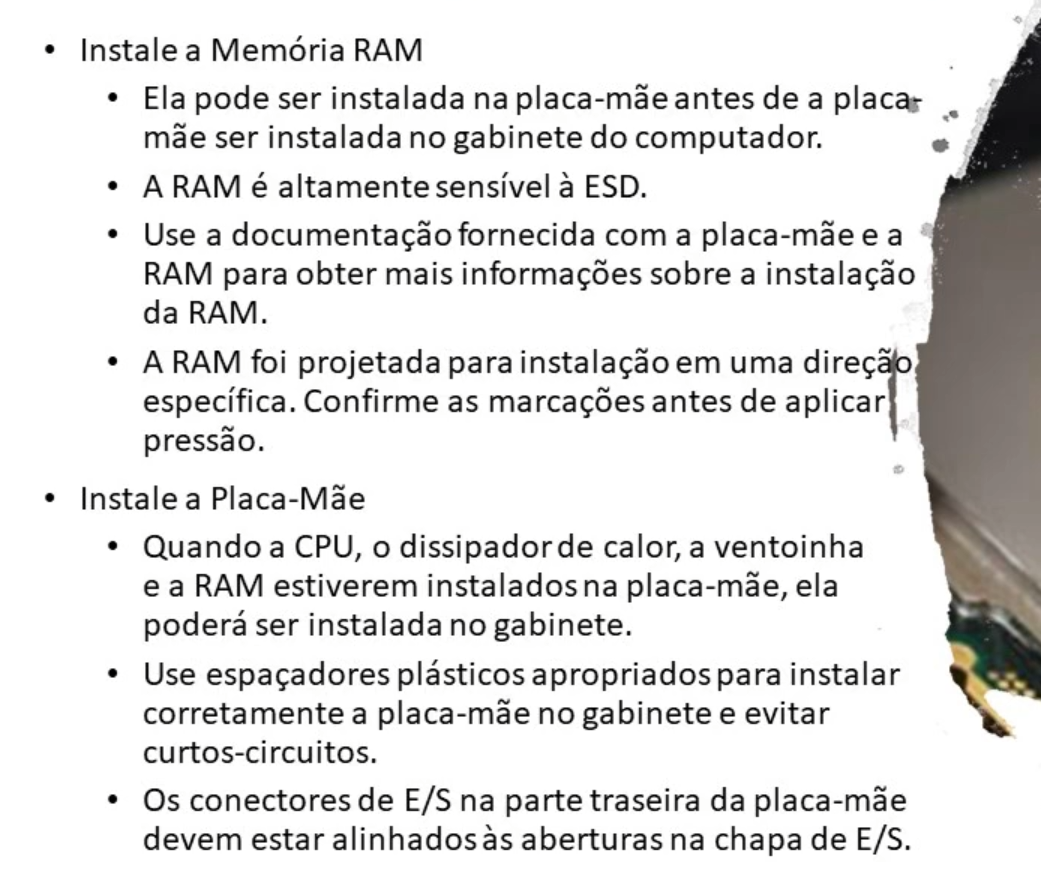 • Instale a Memória RAM
• Ela pode ser instalada na placa-mãe antes de a placa-
mãe ser instalada no gabinete do computador.
• A RAM é altamente sensível à ESD.
• Use a documentação fornecida com a placa-mãe e a
RAM para obter mais informações sobre a instalação
da RAM.
• A RAM foi projetada para instalação em uma direção
específica. Confirme as marcações antes de aplicar
pressão.
• Instale a Placa-Mãe
• Quando a CPU, o dissipador de calor, a ventoinha
e a RAM estiverem instalados na placa-mãe, ela
poderá ser instalada no gabinete.
• Use espaçadores plásticos apropriados para instalar
corretamente a placa-mãe no gabinete e evitar
curtos-circuitos.
• Os conectores de E/S na parte traseira da placa-mãe
devem estar alinhados às aberturas na chapa de E/S.